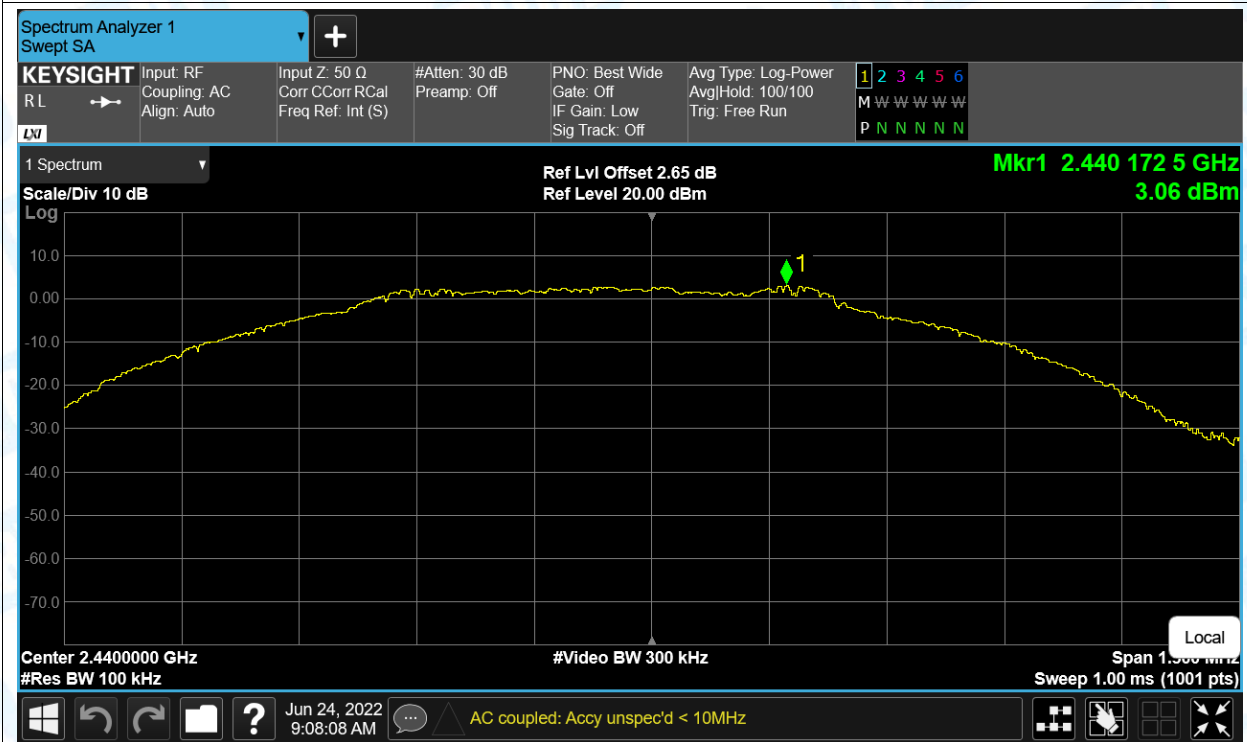 Spectrum Analyzer 1
Swept SA
KEYSIGHT
R L
LXI
Input: RF
Coupling: AC
Align: Auto
Input Z: 50 Ω
Corr CCorr RCal
Freq Ref: Int (S)
#Atten: 30 dB
Preamp: Off
PNO: Best Wide
Gate: Off
IF Gain: Low
Sig Track: Off
Avg Type: Log-Power
Avg|Hold: 100/100
Trig: Free Run
1 2 3 4 5 6
M W W W W W
P N N N N N
1 Spectrum
Scale/Div 10 dB
Log
Ref Lvl Offset 2.65 dB
Ref Level 20.00 dBm
Mkr1 2.440 172 5 GHz
3.06 dBm
1
10.0
0.00
-10.0
-20.0
-30.0
-40.0
-50.0
-60.0
-70.0
Local
Center 2.4400000 GHz
#Video BW 300 kHz
Span
#Res BW 100 kHz
Sweep 1.00 ms (1001 pts)
?
Jun 24, 2022
9:08:08 AM
AC coupled: Accy unspec'd < 10MHz